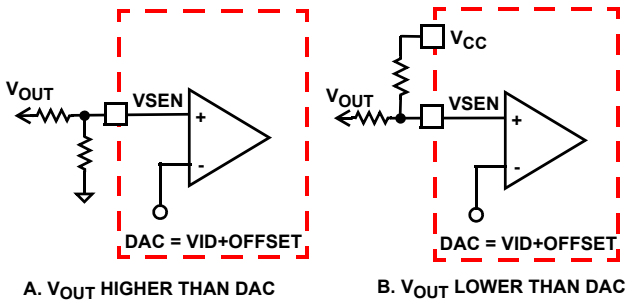 VOUT
VSEN
+
-
DAC = VID+OFFSET
A. VOUT HIGHER THAN DAC
VCC
VOUT
VSEN
+
-
DAC = VID+OFFSET
B. VOUT LOWER THAN DAC